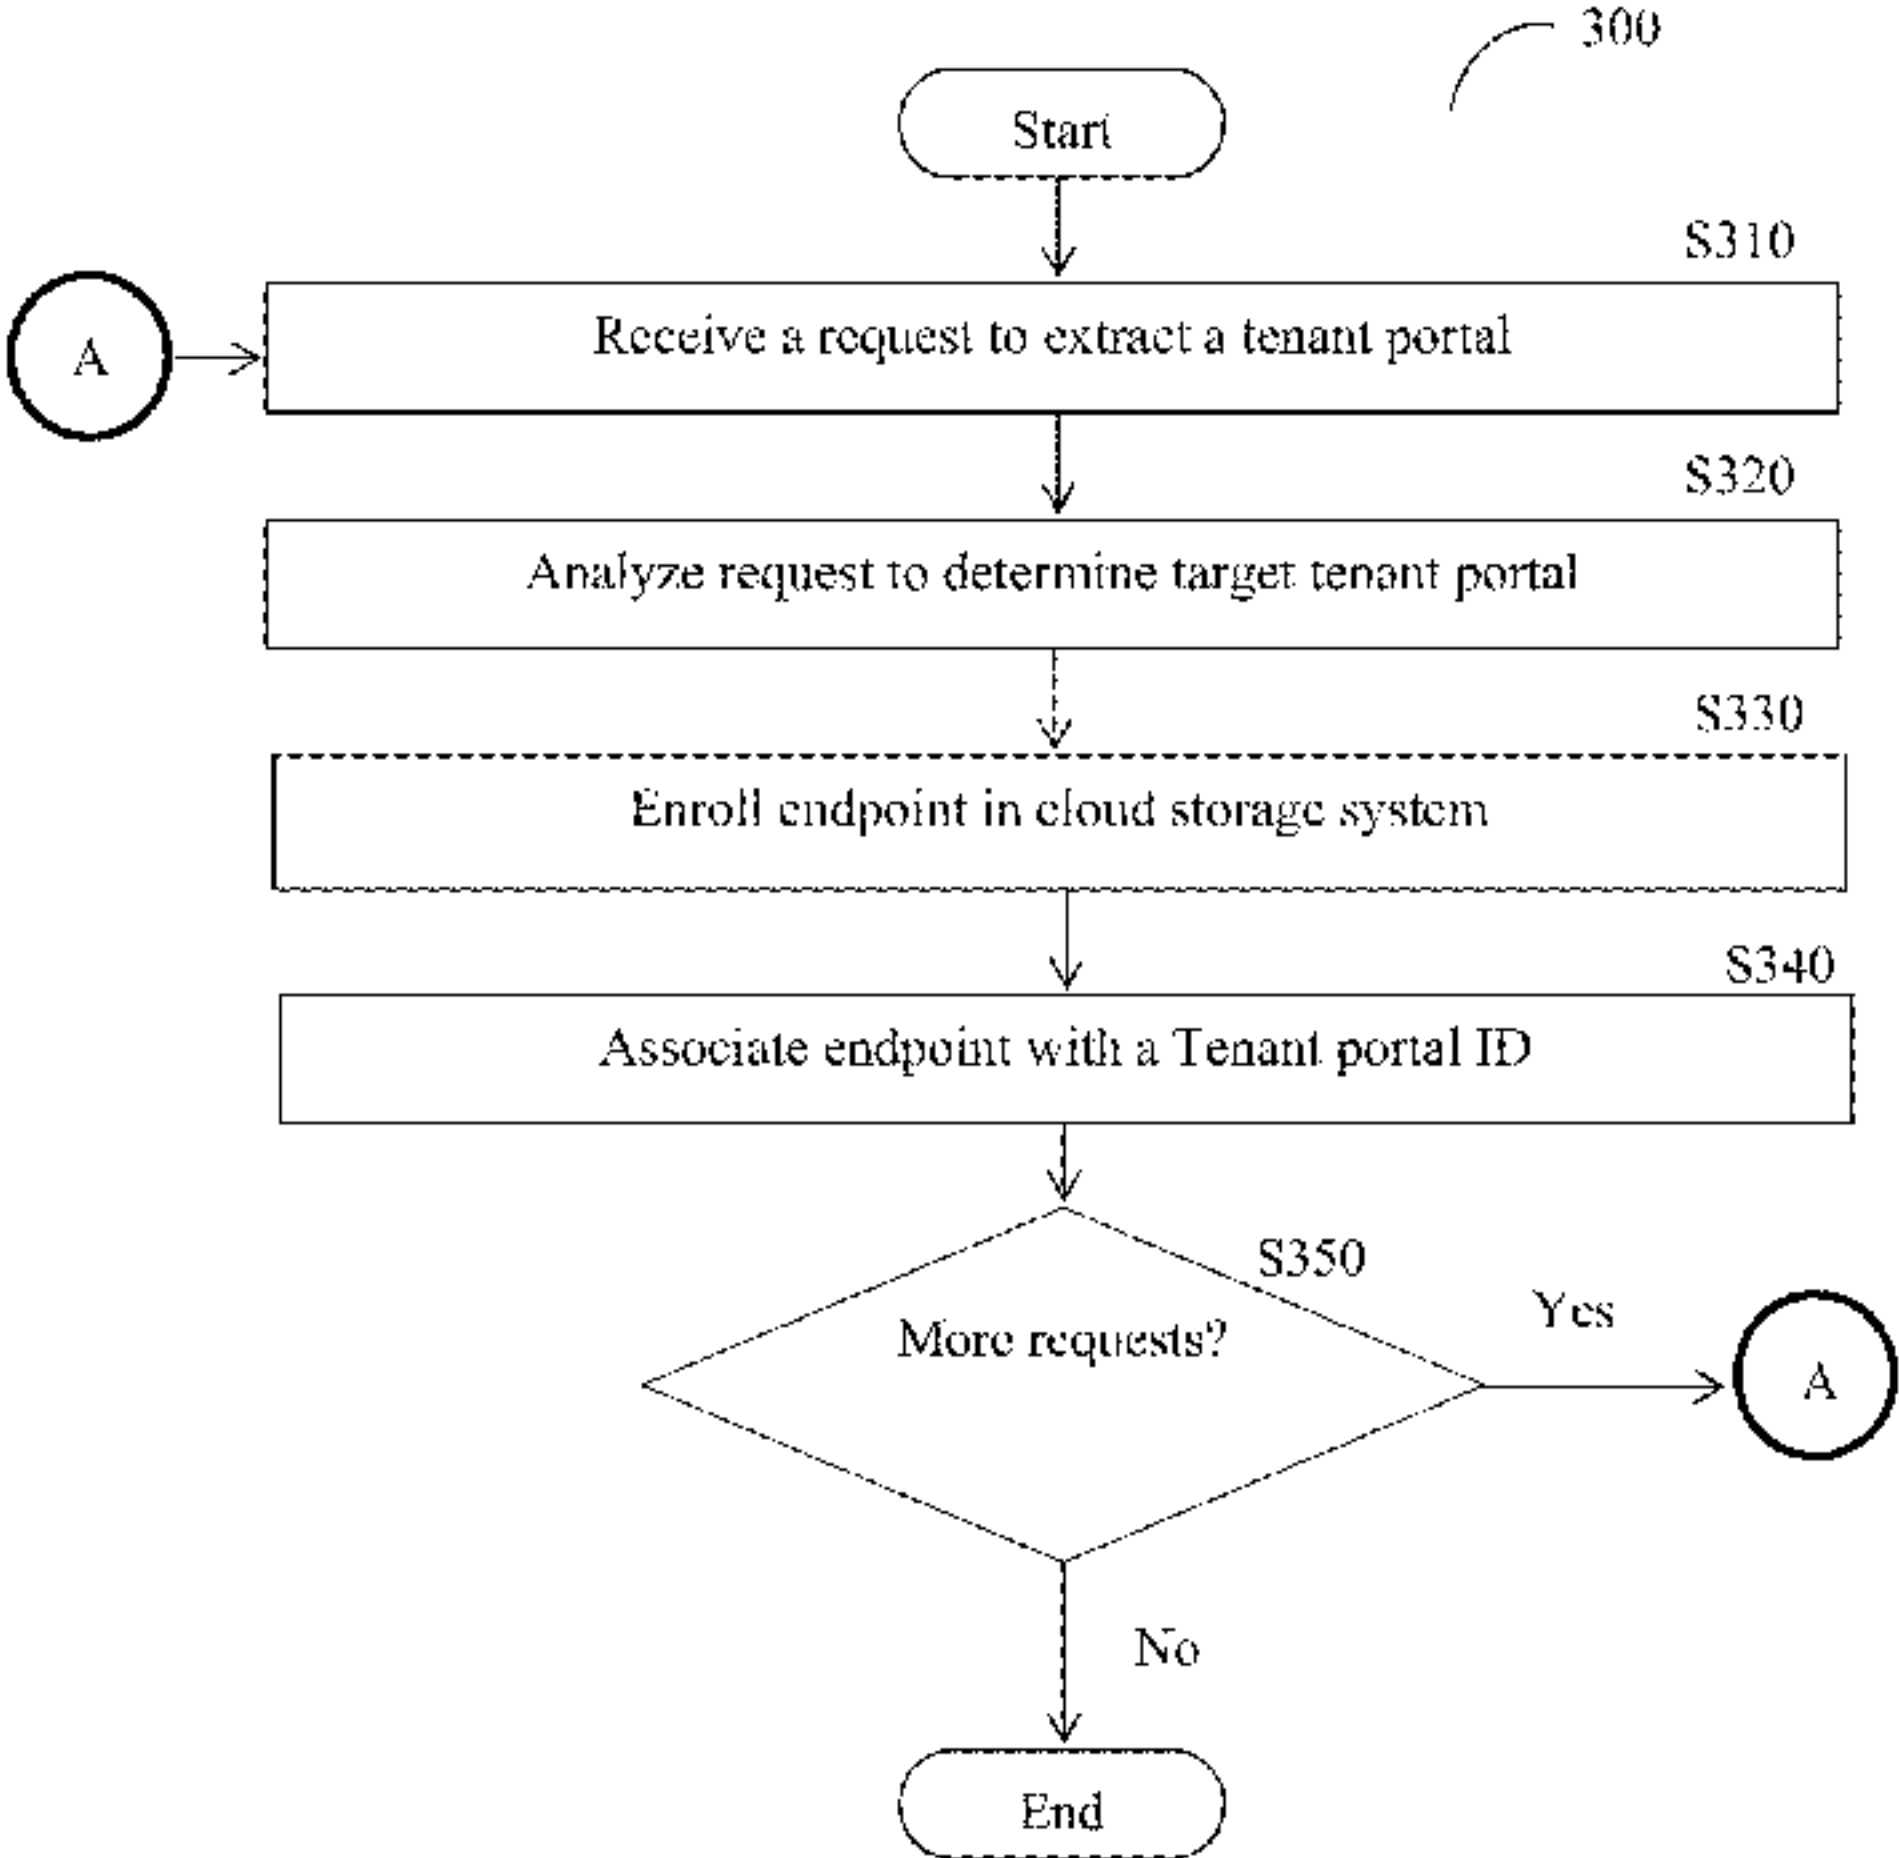 300
Start
S310
A
Receive a request to extract a tenant portal
S320
Analyze request to determine target tenant portal
S330
Enroll endpoint in cloud storage system
S340
Associate endpoint with a Tenant portal ID
S350
More requests?
Yes
A
No
End